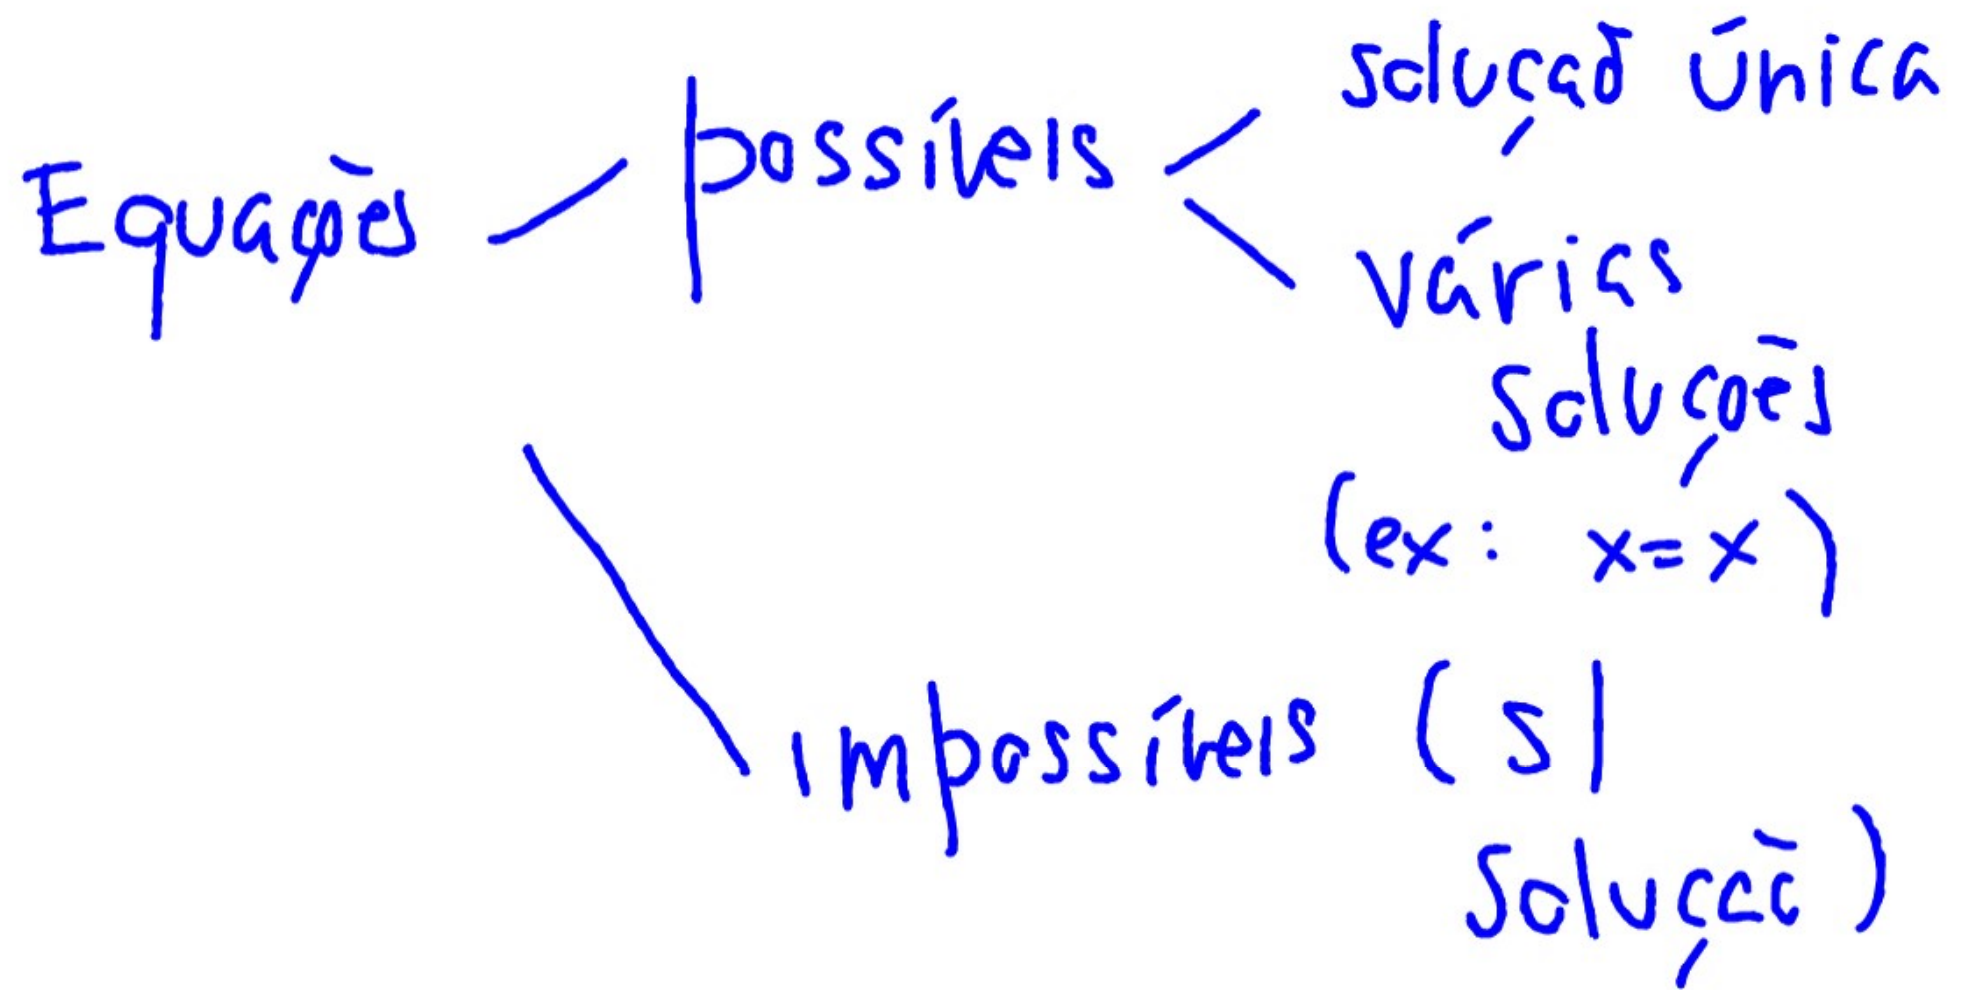 solução única
Equações possíveis
várias
soluções
(ex: x=x)
impossíveis (s/
solução)